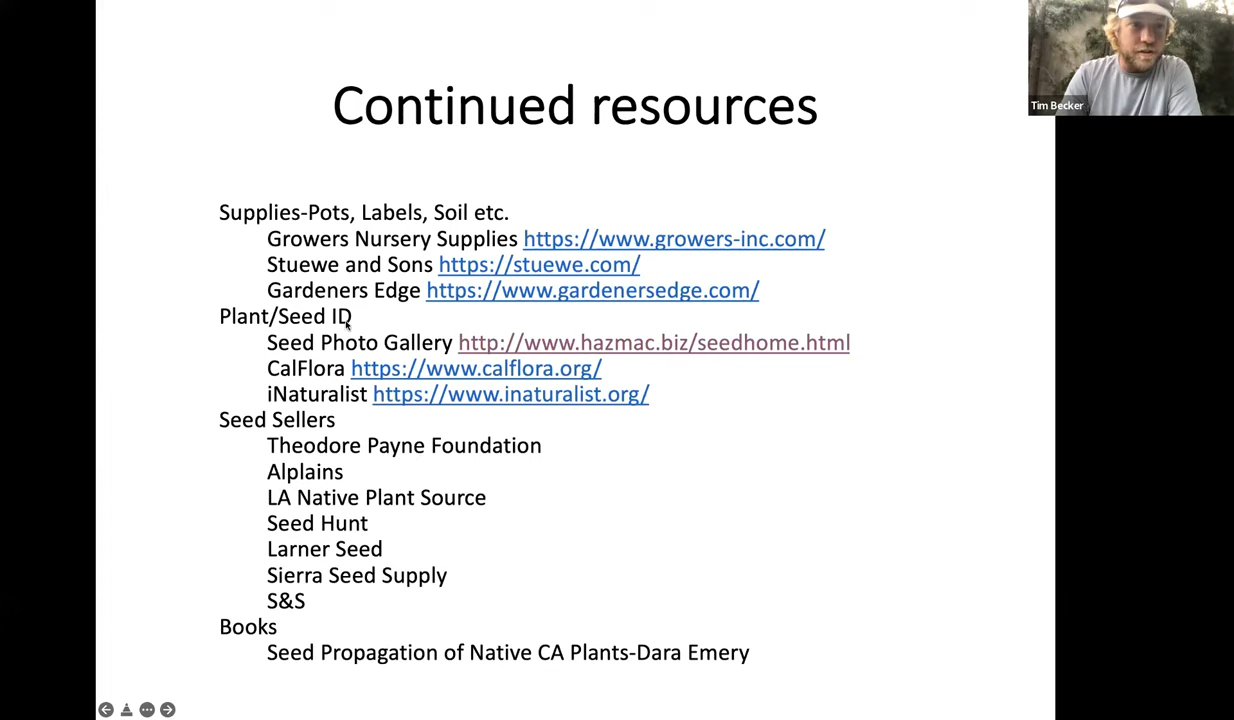 Tim Becker
Continued resources
Supplies-Pots, Labels, Soil etc.
Growers Nursery Supplies https://www.growers-inc.com/
Stuewe and Sons https://stuewe.com/
Gardeners Edge https://www.gardenersedge.com/
Plant/Seed ID
Seed Photo Gallery http://www.hazmac.biz/seedhome.html
CalFlora https://www.calflora.org/
iNaturalist https://www.inaturalist.org/
Seed Sellers
Theodore Payne Foundation
Alplains
LA Native Plant Source
Seed Hunt
Larner Seed
Sierra Seed Supply
S&S
Books
Seed Propagation of Native CA Plants-Dara Emery